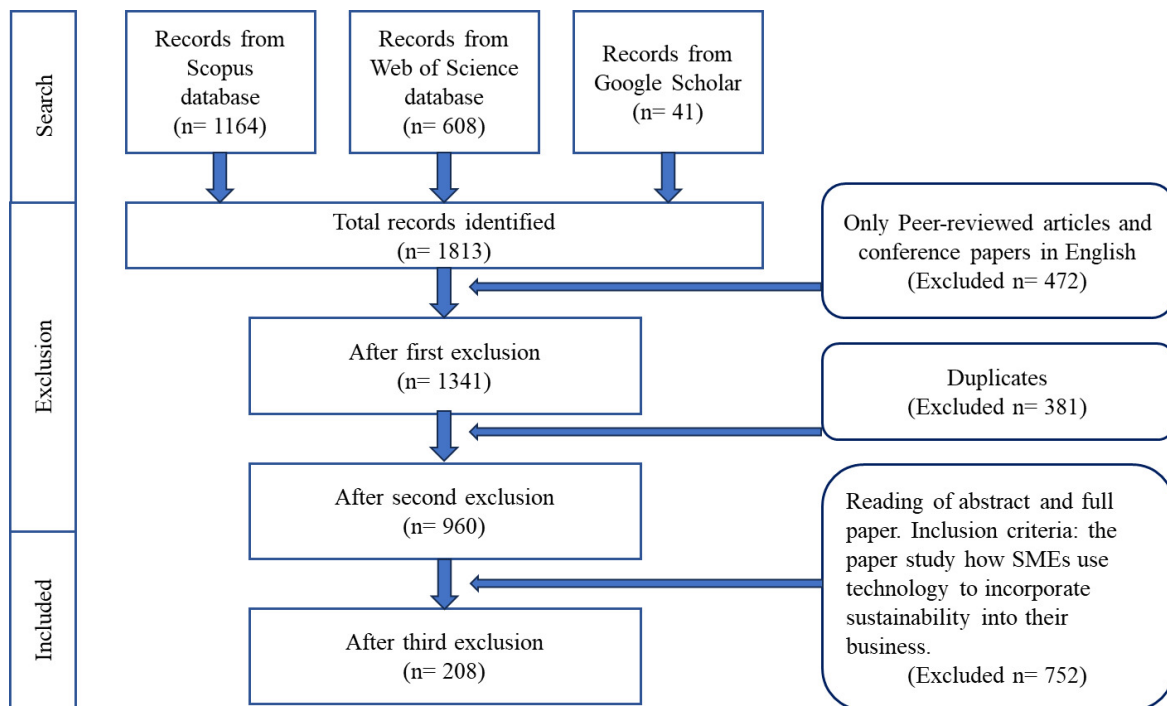 Search
Records from
Scopus
database
(n= 1164)
Records from
Web of Science
database
(n= 608)
Records from
Google Scholar
(n= 41)
Exclusion
Total records identified
(n= 1813)
Only Peer-reviewed articles and
conference papers in English
(Excluded n= 472)
After first exclusion
(n= 1341)
Duplicates
(Excluded n= 381)
After second exclusion
(n= 960)
Reading of abstract and full
paper. Inclusion criteria: the
paper study how SMEs use
technology to incorporate
sustainability into their
business.
(Excluded n= 752)
Included
After third exclusion
(n= 208)